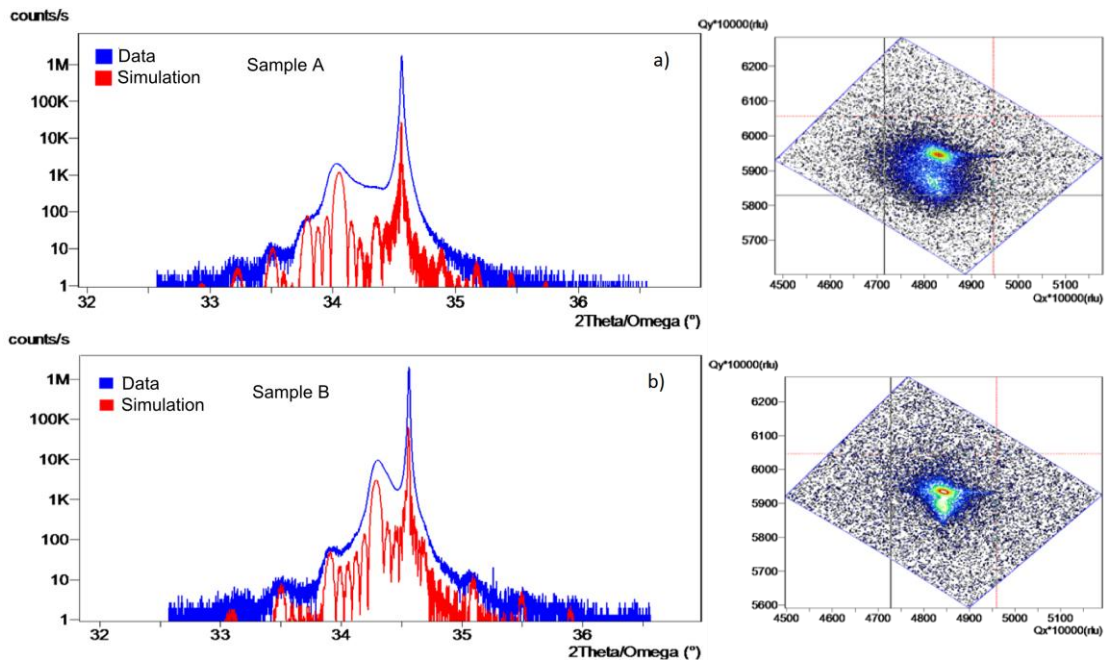 counts/s
Data
Simulation
Sample A
a)
1M
100K
10K
1K
100
10
1
32 33 34 35 36
2Theta/Omega (°)
Qy*10000(rlu)
6200
6100
6000
5900
5800
5700
4500 4600 4700 4800 4900 5000 5100
Qx*10000(rlu)
counts/s
Data
Simulation
Sample B
b)
1M
100K
10K
1K
100
10
1
32 33 34 35 36
2Theta/Omega (°)
Qy*10000(rlu)
6200
6100
6000
5900
5800
5700
5600
4500 4600 4700 4800 4900 5000 5100
Qx*10000(rlu)